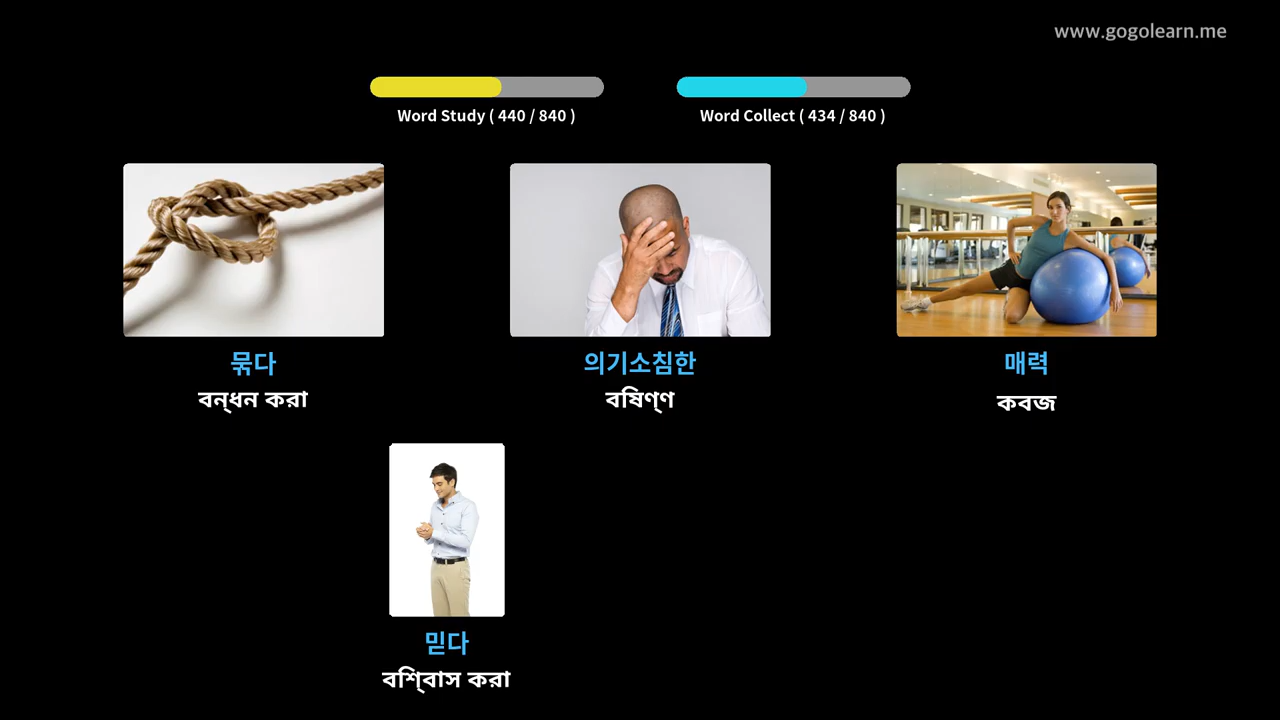 www.gogolearn.me
Word Study ( 440 / 840 )
Word Collect ( 434 / 840 )
묶다
의기소침한
매력
বন্ধন করা
বিষণ্ণ
কবজ
믿다
বিশ্বাস করা